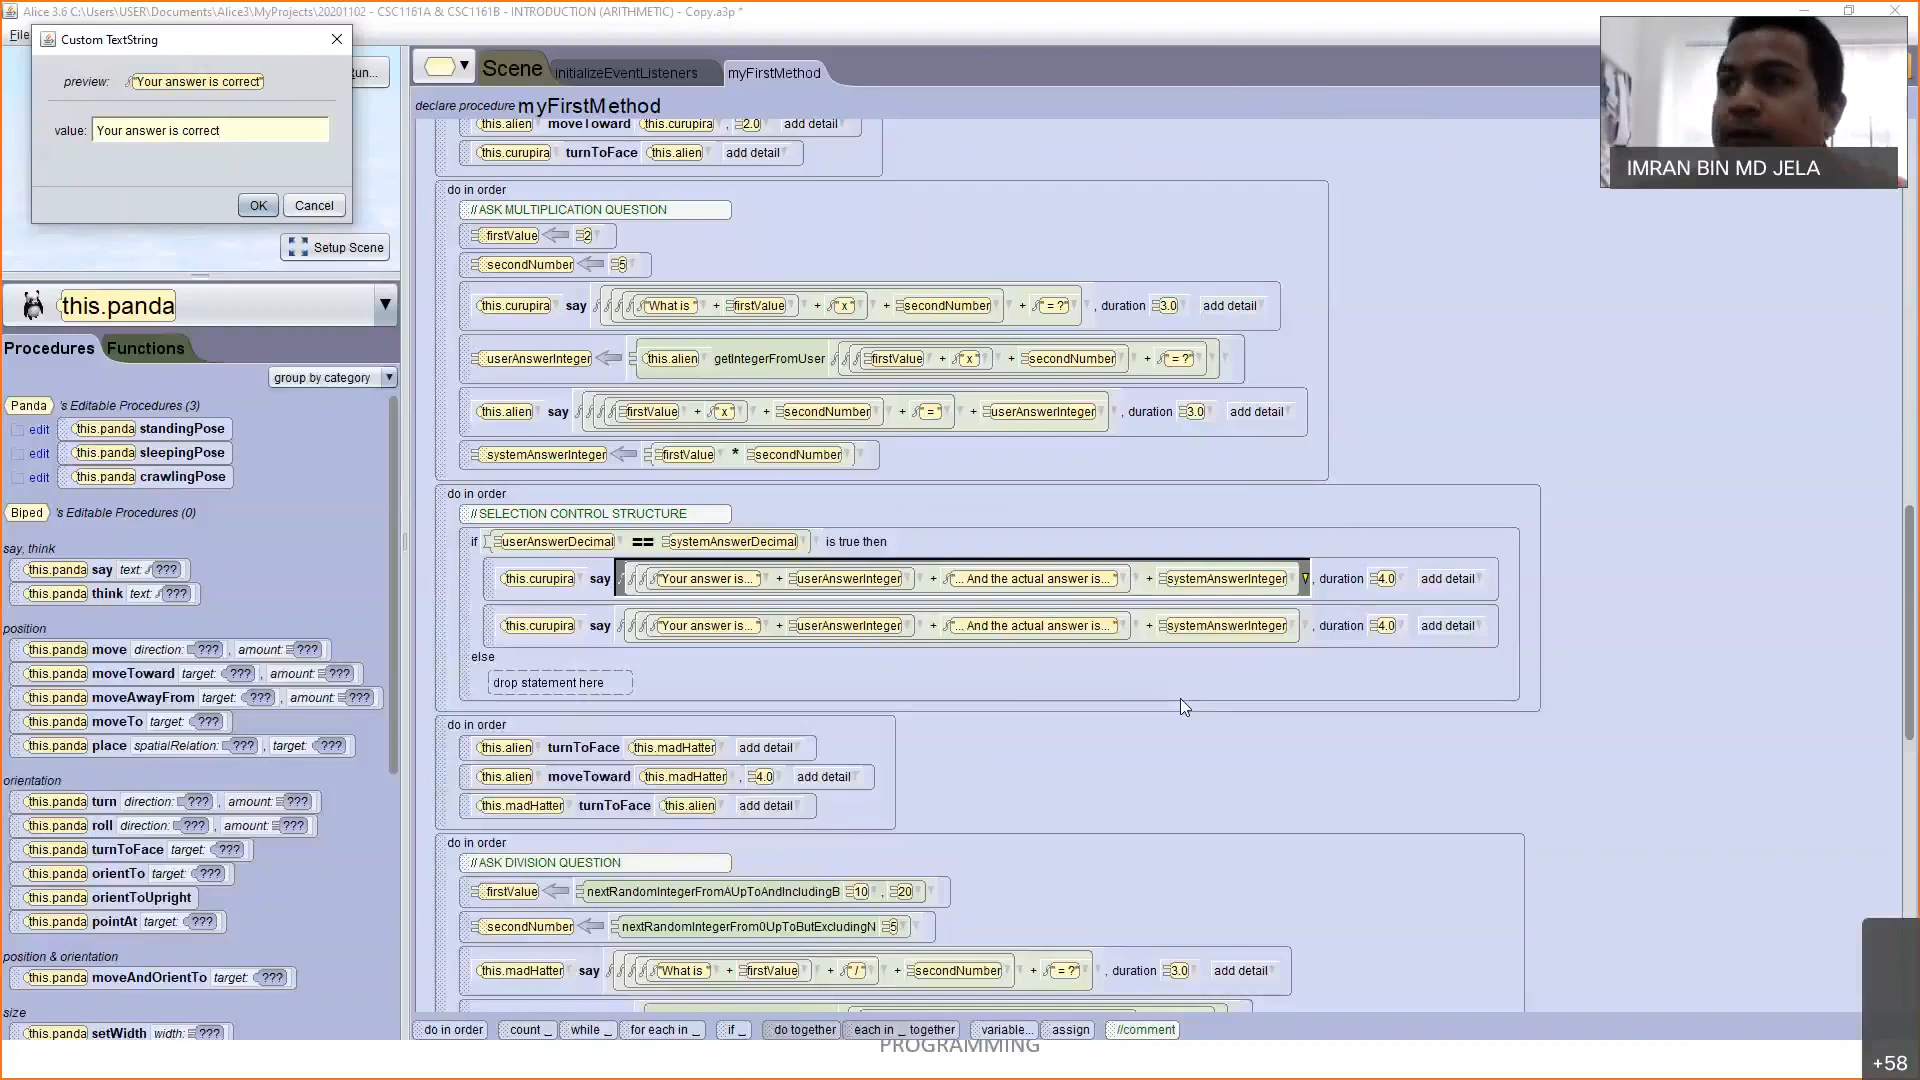 Alice 3.6 C:\Users\USER\Documents\Alice3\MyProjects\20201102 - CSC1161A & CSC1161B - INTRODUCTION (ARITHMETIC) - Copy.a3p *
File
Custom TextString
preview: "Your answer is correct"
value: Your answer is correct
OK Cancel
un...
Setup Scene
this.panda
Procedures Functions
group by category
Panda 's Editable Procedures (3)
edit this.panda standingPose
edit this.panda sleepingPose
edit this.panda crawlingPose
Biped 's Editable Procedures (0)
say, think
this.panda say text: ???
this.panda think text: ???
position
this.panda move direction: ???, amount: ???
this.panda moveToward target: ???, amount: ???
this.panda moveAwayFrom target: ???, amount: ???
this.panda moveTo target: ???
this.panda place spatialRelation: ???, target: ???
orientation
this.panda turn direction: ???, amount: ???
this.panda roll direction: ???, amount: ???
this.panda turnToFace target: ???
this.panda orientTo target: ???
this.panda orientToUpright
this.panda pointAt target: ???
position & orientation
this.panda moveAndOrientTo target: ???
size
this.panda setWidth width: ???
Scene initializeEventListeners myFirstMethod
declare procedure myFirstMethod
this.alien moveToward this.curupira , 2.0 add detail
this.curupira turnToFace this.alien add detail
do in order
//ASK MULTIPLICATION QUESTION
firstValue 2
secondNumber 5
this.curupira say "What is " + firstValue + " x " + secondNumber + " = ?" , duration 3.0 add detail
userAnswerInteger this.alien getIntegerFromUser firstValue + " x " + secondNumber + " = ?"
this.alien say firstValue + " x " + secondNumber + " = " + userAnswerInteger , duration 3.0 add detail
systemAnswerInteger firstValue * secondNumber
do in order
//SELECTION CONTROL STRUCTURE
if userAnswerDecimal == systemAnswerDecimal is true then
this.curupira say "Your answer is... " + userAnswerInteger + "... And the actual answer is... " + systemAnswerInteger , duration 4.0 add detail
this.curupira say "Your answer is... " + userAnswerInteger + "... And the actual answer is... " + systemAnswerInteger , duration 4.0 add detail
else
drop statement here
do in order
this.alien turnToFace this.madHatter add detail
this.alien moveToward this.madHatter , 4.0 add detail
this.madHatter turnToFace this.alien add detail
do in order
//ASK DIVISION QUESTION
firstValue nextRandomIntegerFromAUpToAndIncludingB 10 , 20
secondNumber nextRandomIntegerFrom0UpToButExcludingN 5
this.madHatter say "What is " + firstValue + " / " + secondNumber + " = ?" , duration 3.0 add detail
do in order count _ while _ for each in _ if _ do together each in _ together variable... assign //comment
PROGRAMMING
IMRAN BIN MD JELA
+58